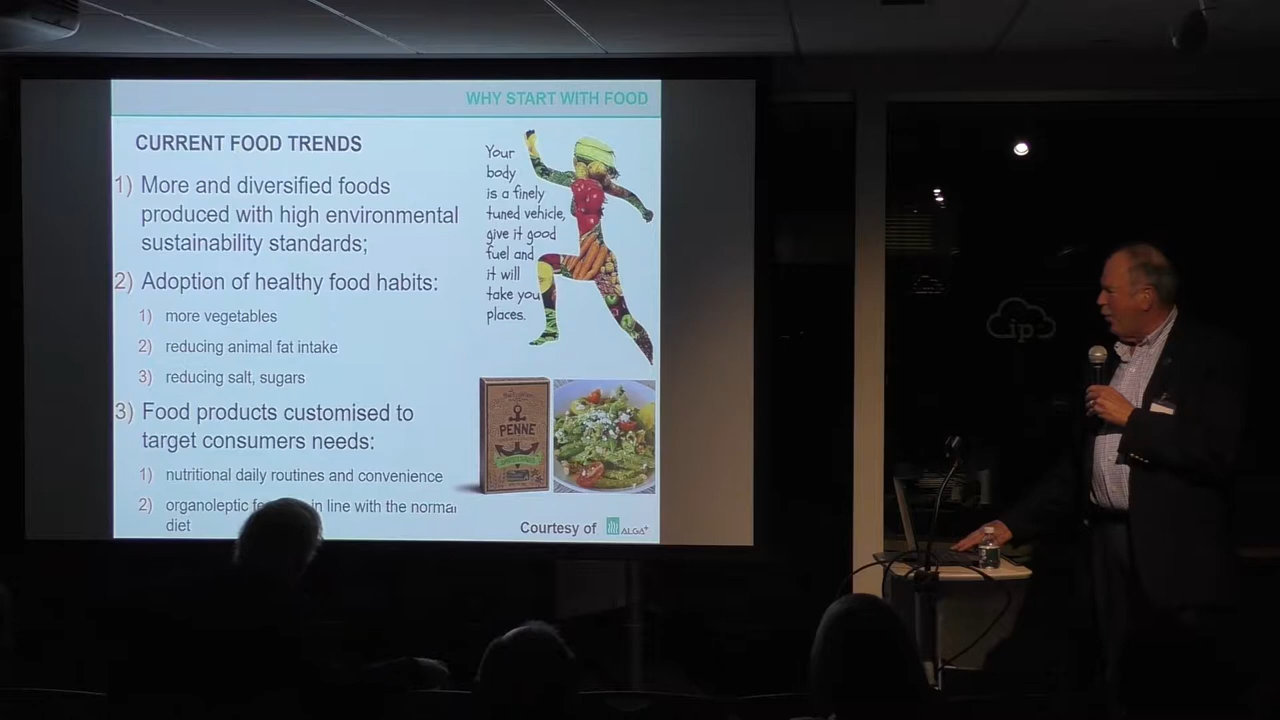 WHY START WITH FOOD
CURRENT FOOD TRENDS
1) More and diversified foods
produced with high environmental
sustainability standards;
2) Adoption of healthy food habits:
1) more vegetables
2) reducing animal fat intake
3) reducing salt, sugars
3) Food products customised to
target consumers needs:
1) nutritional daily routines and convenience
2) organoleptic in line with the normal
diet
Your
body
is a finely
tuned vehicle,
give it good
fuel and
it will
take you
places.
PENNE
Courtesy of ALGA+
ip